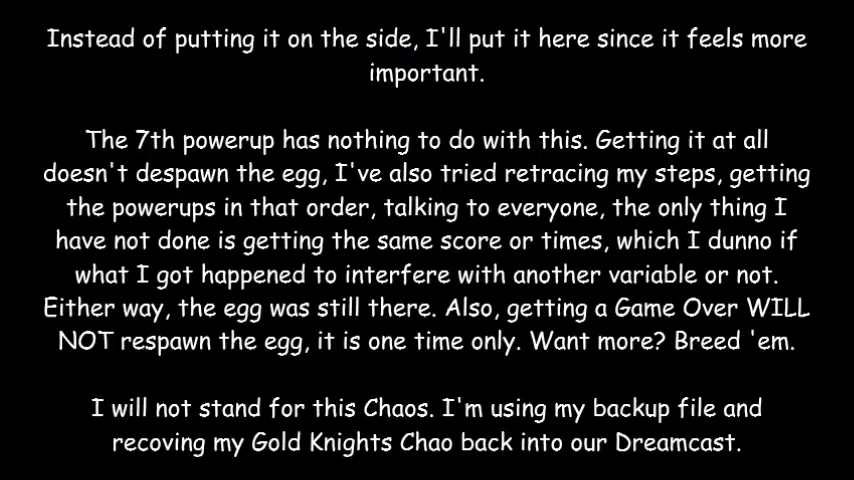 Instead of putting it on the side, I'll put it here since it feels more
important.
The 7th powerup has nothing to do with this. Getting it at all
doesn't despawn the egg, I've also tried retracing my steps, getting
the powerups in that order, talking to everyone, the only thing I
have not done is getting the same score or times, which I dunno if
what I got happened to interfere with another variable or not.
Either way, the egg was still there. Also, getting a Game Over WILL
NOT respawn the egg, it is one time only. Want more? Breed 'em.
I will not stand for this Chaos. I'm using my backup file and
recoving my Gold Knights Chao back into our Dreamcast.